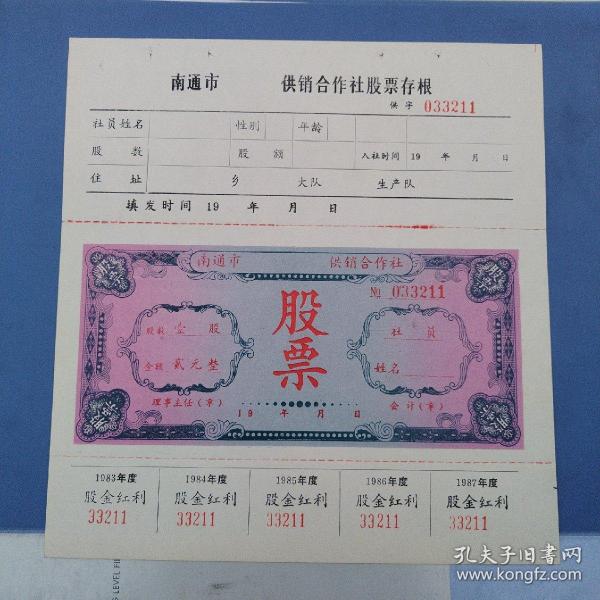 南通市 供销合作社股票存根
供 字 033211
社员姓名 性别 年龄
股 数 股 额 入社时间 19 年 月 日
住 址 乡 大队 生产队
填发时间 19 年 月 日
南通市 供销合作社
№ 033211
股票
股数 壹 股
金额 贰元整
社 员
姓名
理事主任(章)
会计(章)
19 年 月 日
1983年度 1984年度 1985年度 1986年度 1987年度
股金红利 股金红利 股金红利 股金红利 股金红利
33211 33211 33211 33211 33211
孔夫子旧书网
www.kongfz.com